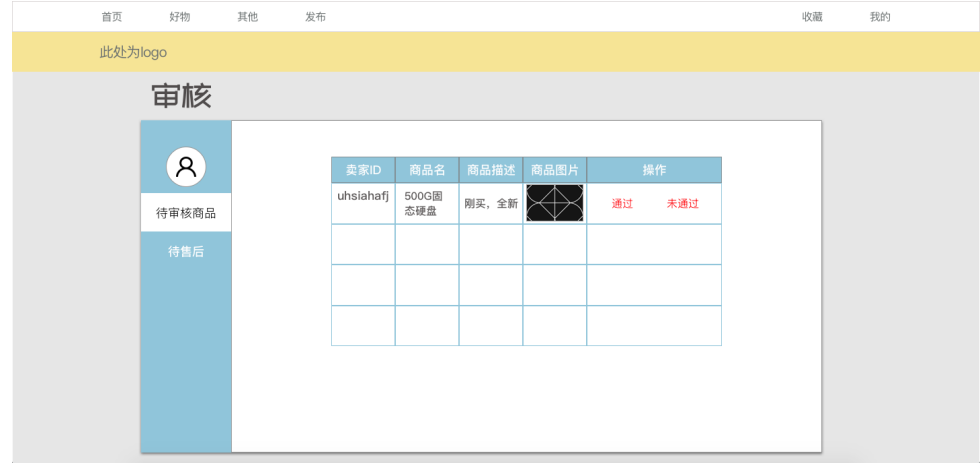 首页 好物 其他 发布 收藏 我的
此处为logo
审核
待审核商品
待售后
卖家ID 商品名 商品描述 商品图片 操作
uhsiahafj 500G固 刚买，全新 通过 未通过
态硬盘